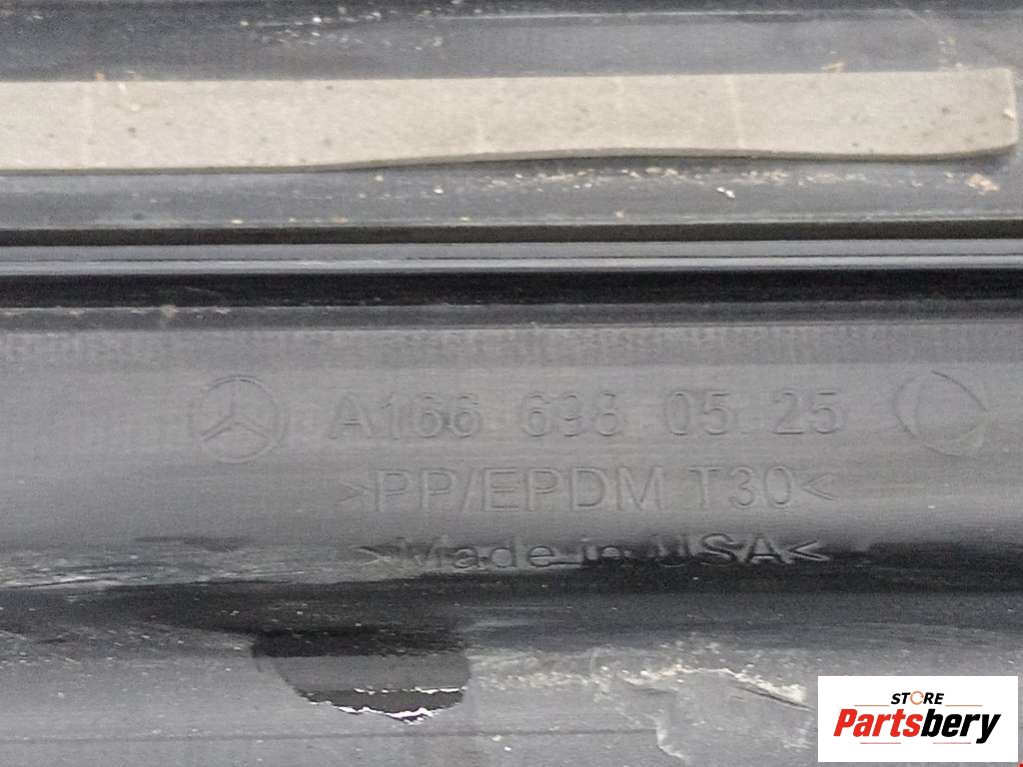 A166 698 05 25
>PP/EPDM T30<
>Made in USA<
STORE
Partsbery